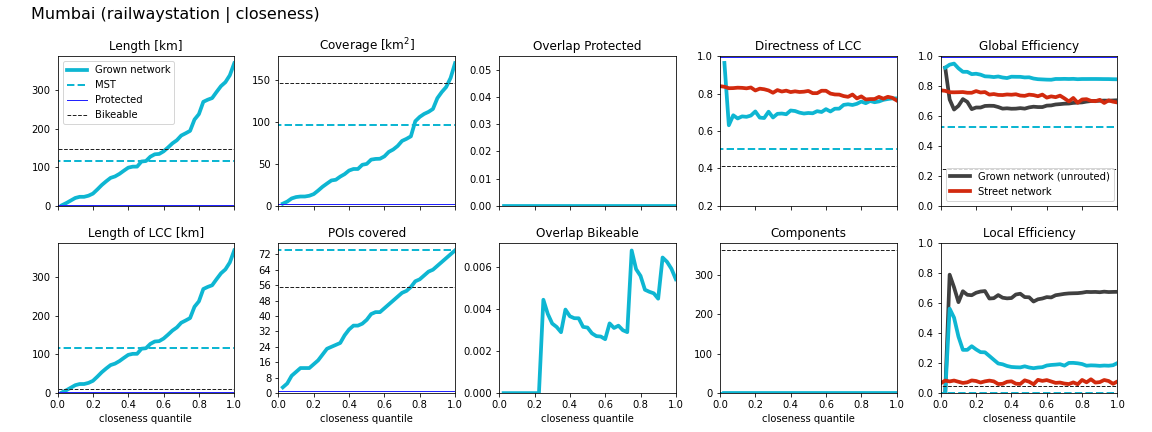 Mumbai (railwaystation | closeness)
Length [km]
Coverage [km²]
Overlap Protected
Directness of LCC
Global Efficiency
300
200
100
0
Grown network
MST
Protected
Bikeable
150
100
50
0
0.05
0.04
0.03
0.02
0.01
0.00
1.0
0.8
0.6
0.4
0.2
1.0
0.8
0.6
0.4
0.2
0.0
Grown network (unrouted)
Street network
Length of LCC [km]
POIs covered
Overlap Bikeable
Components
Local Efficiency
300
200
100
0
72
64
56
48
40
32
24
16
8
0
0.006
0.004
0.002
0.000
300
200
100
0
1.0
0.8
0.6
0.4
0.2
0.0
0.0 0.2 0.4 0.6 0.8 1.0
0.0 0.2 0.4 0.6 0.8 1.0
0.0 0.2 0.4 0.6 0.8 1.0
0.0 0.2 0.4 0.6 0.8 1.0
0.0 0.2 0.4 0.6 0.8 1.0
closeness quantile
closeness quantile
closeness quantile
closeness quantile
closeness quantile